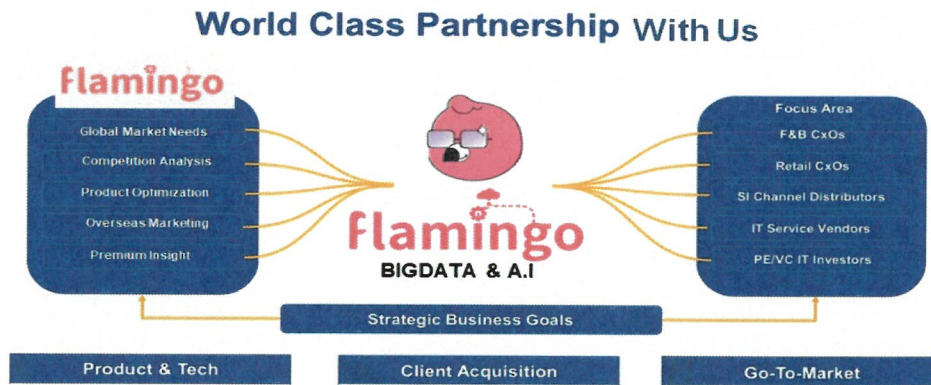 World Class Partnership With Us
Flamingo
Global Market Needs
Competition Analysis
Product Optimization
Overseas Marketing
Premium Insight
Flamingo
BIGDATA & A.I
Focus Area
F&B CxOs
Retail CxOs
SI Channel Distributors
IT Service Vendors
PE/VC IT Investors
Strategic Business Goals
Product & Tech
Client Acquisition
Go-To-Market